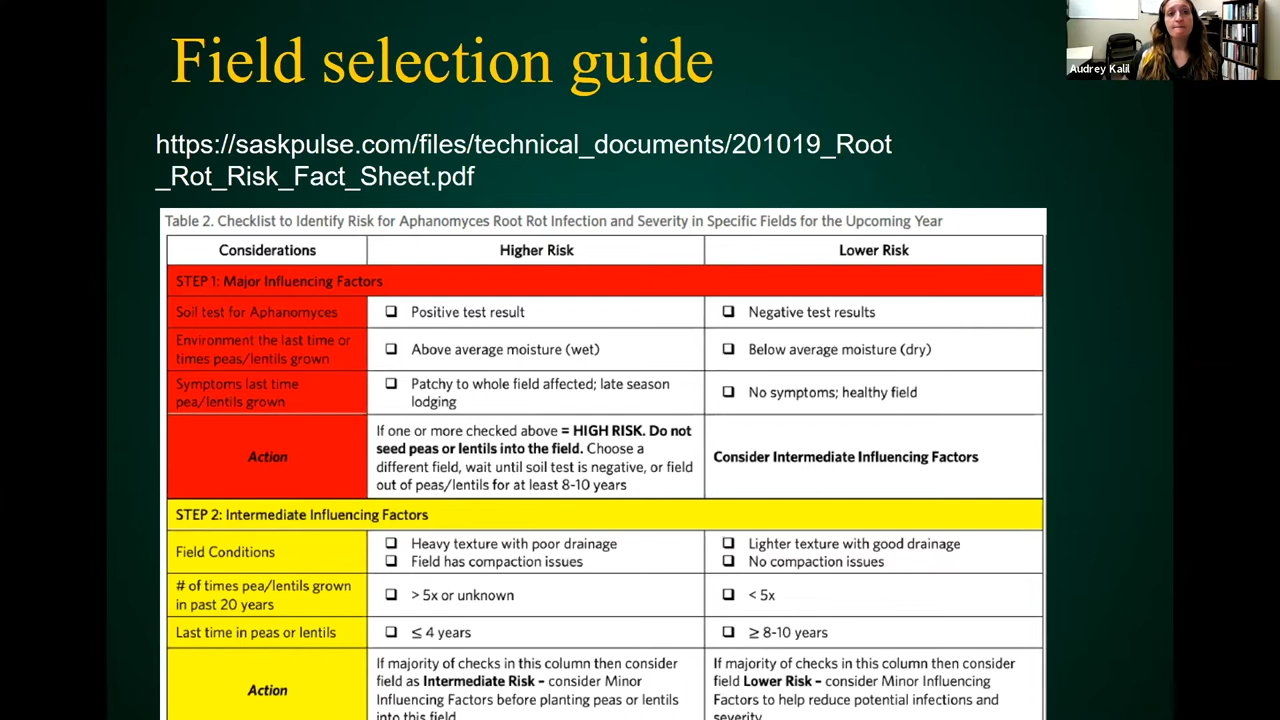 Field selection guide
Audrey Kalil
https://saskpulse.com/files/technical_documents/201019_Root
_Rot_Risk_Fact_Sheet.pdf
Table 2. Checklist to Identify Risk for Aphanomyces Root Rot Infection and Severity in Specific Fields for the Upcoming Year
Considerations
Higher Risk
Lower Risk
STEP 1: Major Influencing Factors
Soil test for Aphanomyces
Positive test result
Negative test results
Environment the last time or
times peas/lentils grown
Above average moisture (wet)
Below average moisture (dry)
Symptoms last time
pea/lentils grown
Patchy to whole field affected; late season
lodging
No symptoms; healthy field
Action
If one or more checked above = HIGH RISK. Do not
seed peas or lentils into the field. Choose a
different field, wait until soil test is negative, or field
out of peas/lentils for at least 8-10 years
Consider Intermediate Influencing Factors
STEP 2: Intermediate Influencing Factors
Field Conditions
Heavy texture with poor drainage
Field has compaction issues
Lighter texture with good drainage
No compaction issues
# of times pea/lentils grown
in past 20 years
> 5x or unknown
< 5x
Last time in peas or lentils
≤ 4 years
≥ 8-10 years
Action
If majority of checks in this column then consider
field as Intermediate Risk – consider Minor
Influencing Factors before planting peas or lentils
into this field.
If majority of checks in this column then consider
field Lower Risk – consider Minor Influencing
Factors to help reduce potential infections and
severity.